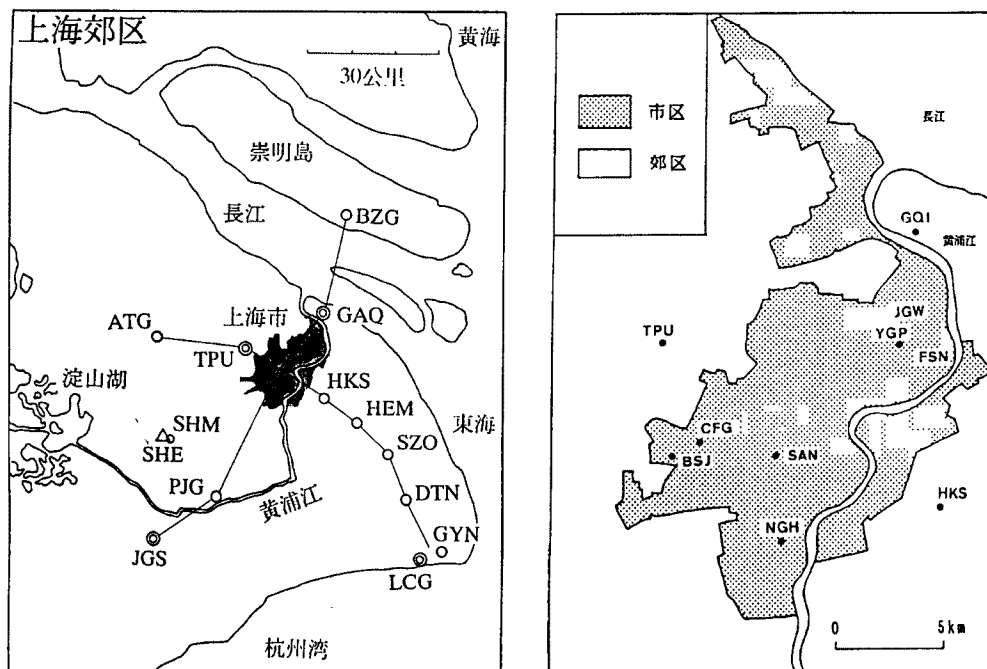 上海郊区
黄海
30公里
崇明島
長江
BZG
ATG
上海市
GAQ
TPU
淀山湖
HKS
SHM
HEM
東海
SHE
SZO
PJG
黄浦江
DTN
GYN
JGS
LCG
杭州湾
市区
長江
郊区
GQI
黄浦江
JGW
TPU
YGP
FSN
CFG
BSJ
SAN
HKS
NGH
0 5km